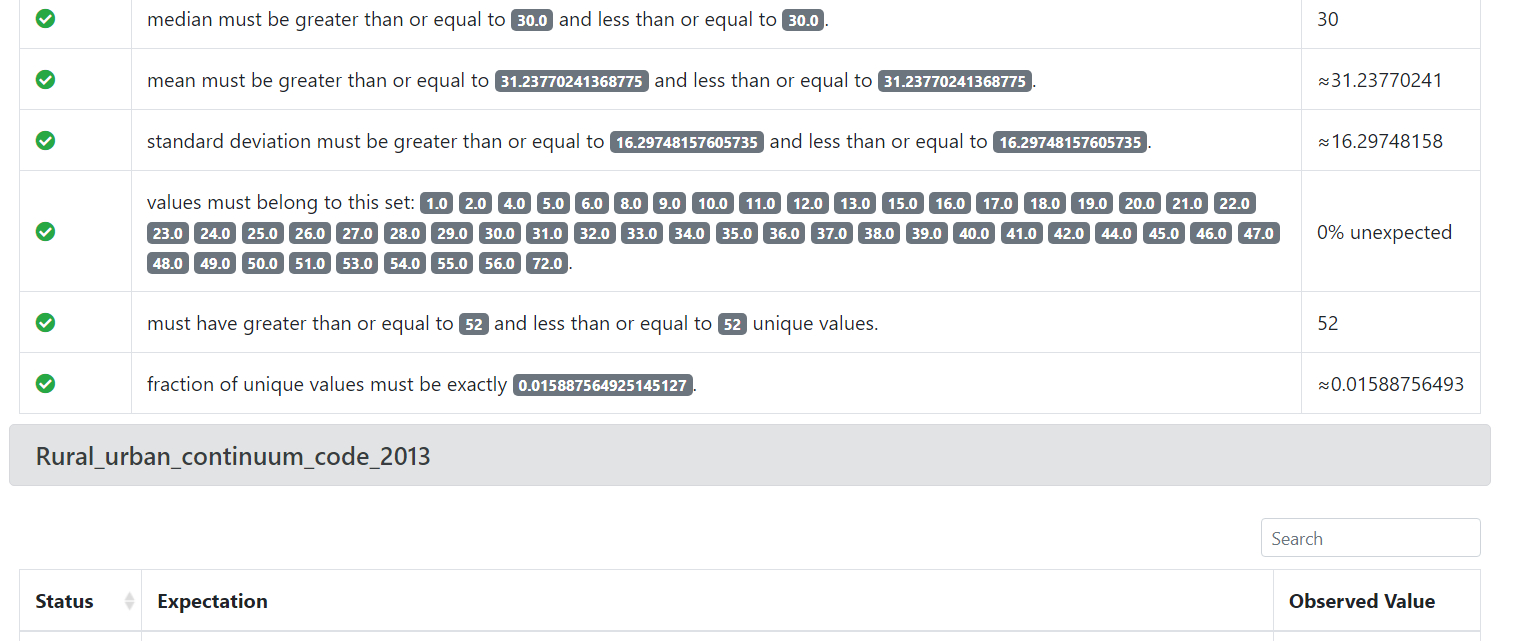 median must be greater than or equal to 30.0 and less than or equal to 30.0.
30
mean must be greater than or equal to 31.23770241368775 and less than or equal to 31.23770241368775.
≈31.23770241
standard deviation must be greater than or equal to 16.29748157605735 and less than or equal to 16.29748157605735.
≈16.29748158
values must belong to this set: 1.0 2.0 4.0 5.0 6.0 8.0 9.0 10.0 11.0 12.0 13.0 15.0 16.0 17.0 18.0 19.0 20.0 21.0 22.0
23.0 24.0 25.0 26.0 27.0 28.0 29.0 30.0 31.0 32.0 33.0 34.0 35.0 36.0 37.0 38.0 39.0 40.0 41.0 42.0 44.0 45.0 46.0 47.0
48.0 49.0 50.0 51.0 53.0 54.0 55.0 56.0 72.0.
0% unexpected
must have greater than or equal to 52 and less than or equal to 52 unique values.
52
fraction of unique values must be exactly 0.015887564925145127.
≈0.01588756493
Rural_urban_continuum_code_2013
Search
Status
Expectation
Observed Value